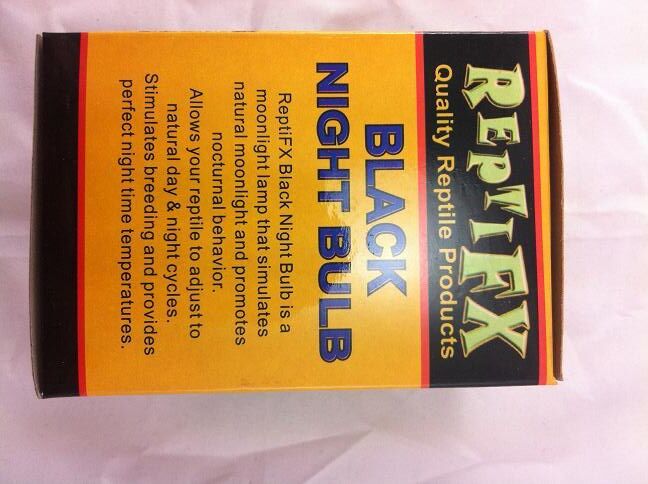 REPTIFX
Quality Reptile Products
BLACK
NIGHT BULB
ReptiFX Black Night Bulb is a
moonlight lamp that simulates
natural moonlight and promotes
nocturnal behavior.
Allows your reptile to adjust to
natural day & night cycles.
Stimulates breeding and provides
perfect night time temperatures.